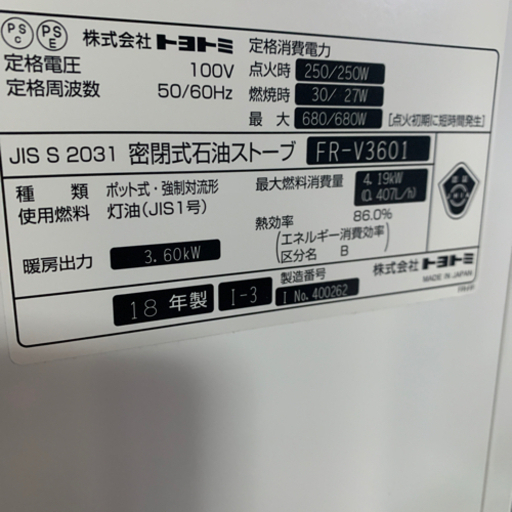 PS C PS E 株式会社 トヨトミ
定格電圧 100V
定格周波数 50/60Hz
定格消費電力
点火時 250/250W
燃焼時 30/ 27W
最 大 680/680W [点火初期に短時間発生]
JIS S 2031 密閉式石油ストーブ FR-V3601
種 類 ポット式・強制対流形
使用燃料 灯油(JIS1号)
暖房出力 3.60kW
最大燃料消費量 4.19kW
(0.407L/h)
熱効率 86.0%
(エネルギー消費効率)
区分名 B
18 年製 I-3
製造番号
I No.400262
株式会社 トヨトミ
MADE IN JAPAN